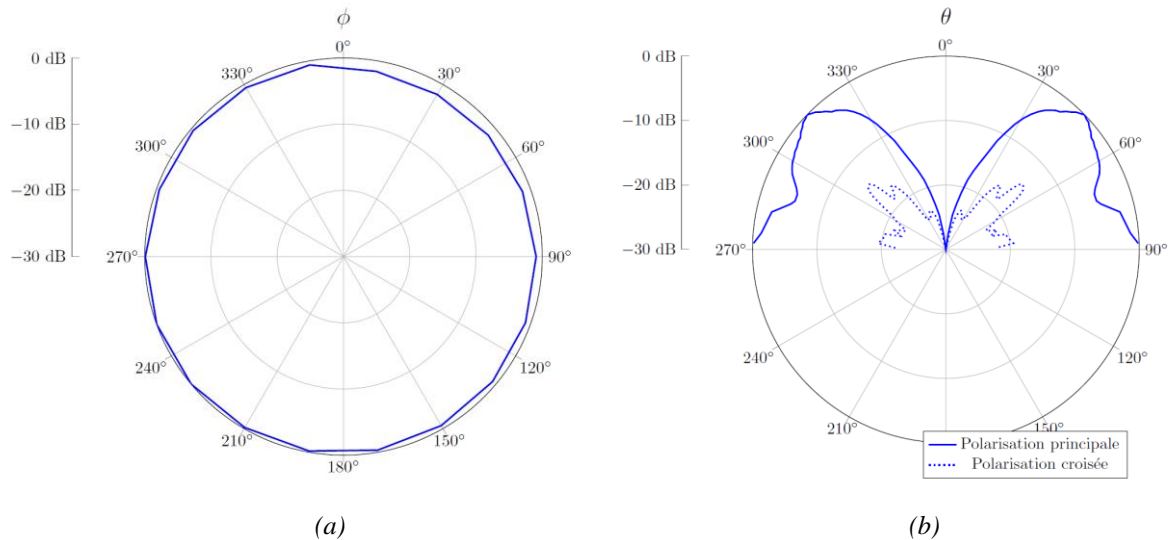 ϕ
0°
30°
60°
90°
120°
150°
180°
210°
240°
270°
300°
330°
0 dB
−10 dB
−20 dB
−30 dB
(a)
θ
0°
30°
60°
90°
120°
150°
210°
240°
270°
300°
330°
0 dB
−10 dB
−20 dB
−30 dB
Polarisation principale
Polarisation croisée
(b)